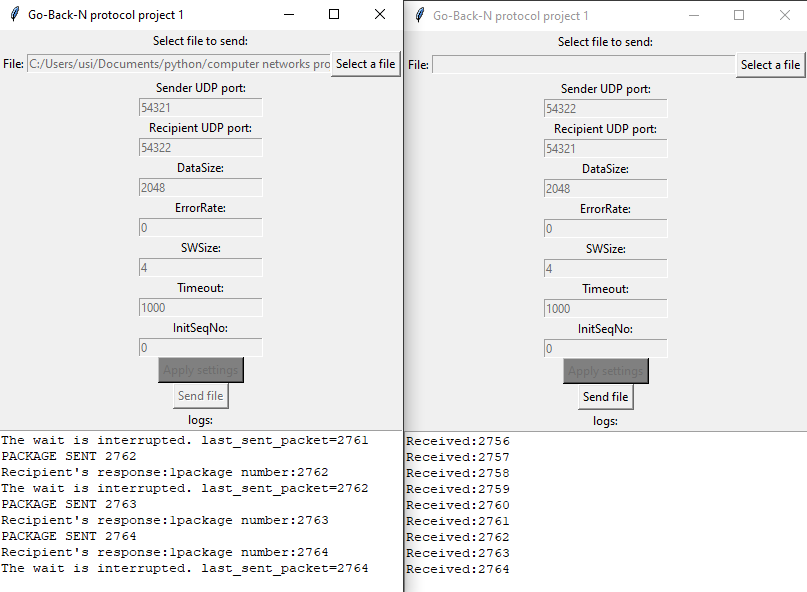 Go-Back-N protocol project 1
Select file to send:
File: C:/Users/usi/Documents/python/computer networks pro Select a file
Sender UDP port:
54321
Recipient UDP port:
54322
DataSize:
2048
ErrorRate:
0
SWSize:
4
Timeout:
1000
InitSeqNo:
0
Apply settings
Send file
logs:
The wait is interrupted. last_sent_packet=2761
PACKAGE SENT 2762
Recipient's response:1package number:2762
The wait is interrupted. last_sent_packet=2762
PACKAGE SENT 2763
Recipient's response:1package number:2763
PACKAGE SENT 2764
Recipient's response:1package number:2764
The wait is interrupted. last_sent_packet=2764
Go-Back-N protocol project 1
Select file to send:
File: Select a file
Sender UDP port:
54322
Recipient UDP port:
54321
DataSize:
2048
ErrorRate:
0
SWSize:
4
Timeout:
1000
InitSeqNo:
0
Apply settings
Send file
logs:
Received:2756
Received:2757
Received:2758
Received:2759
Received:2760
Received:2761
Received:2762
Received:2763
Received:2764